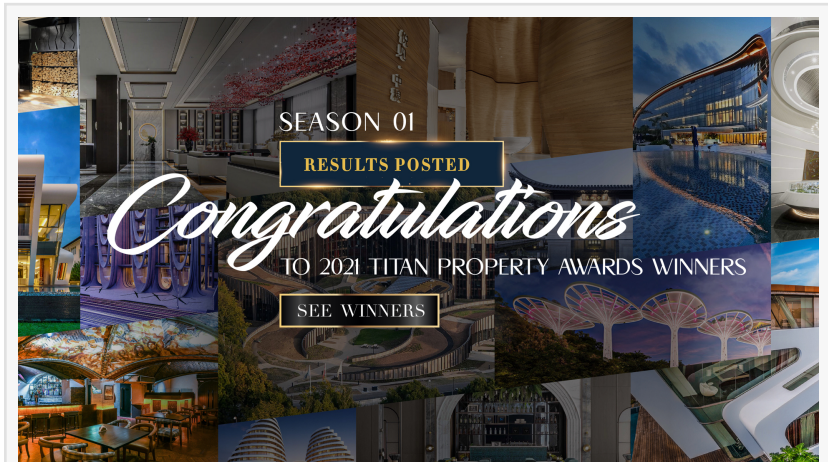 SEASON 01
RESULTS POSTED
Congratulations
TO 2021 TITAN PROPERTY AWARDS WINNERS
SEE WINNERS